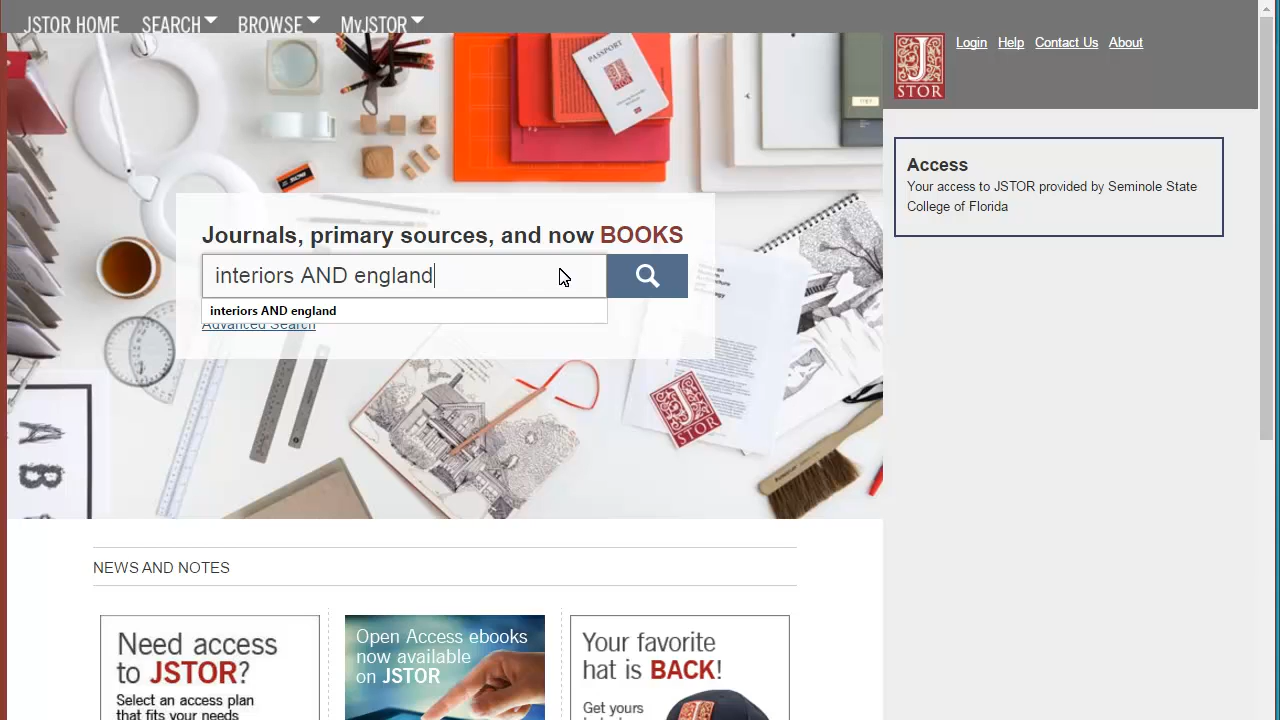 JSTOR HOME SEARCH BROWSE MyJSTOR
Login Help Contact Us About
J
STOR
PASSPORT
Access
Your access to JSTOR provided by Seminole State
College of Florida
Journals, primary sources, and now BOOKS
interiors AND england
interiors AND england
Advanced Search
JSTOR
B
NEWS AND NOTES
Need access
to JSTOR?
Select an access plan
that fits your needs
Open Access ebooks
now available
on JSTOR
Your favorite
hat is BACK!
Get yours